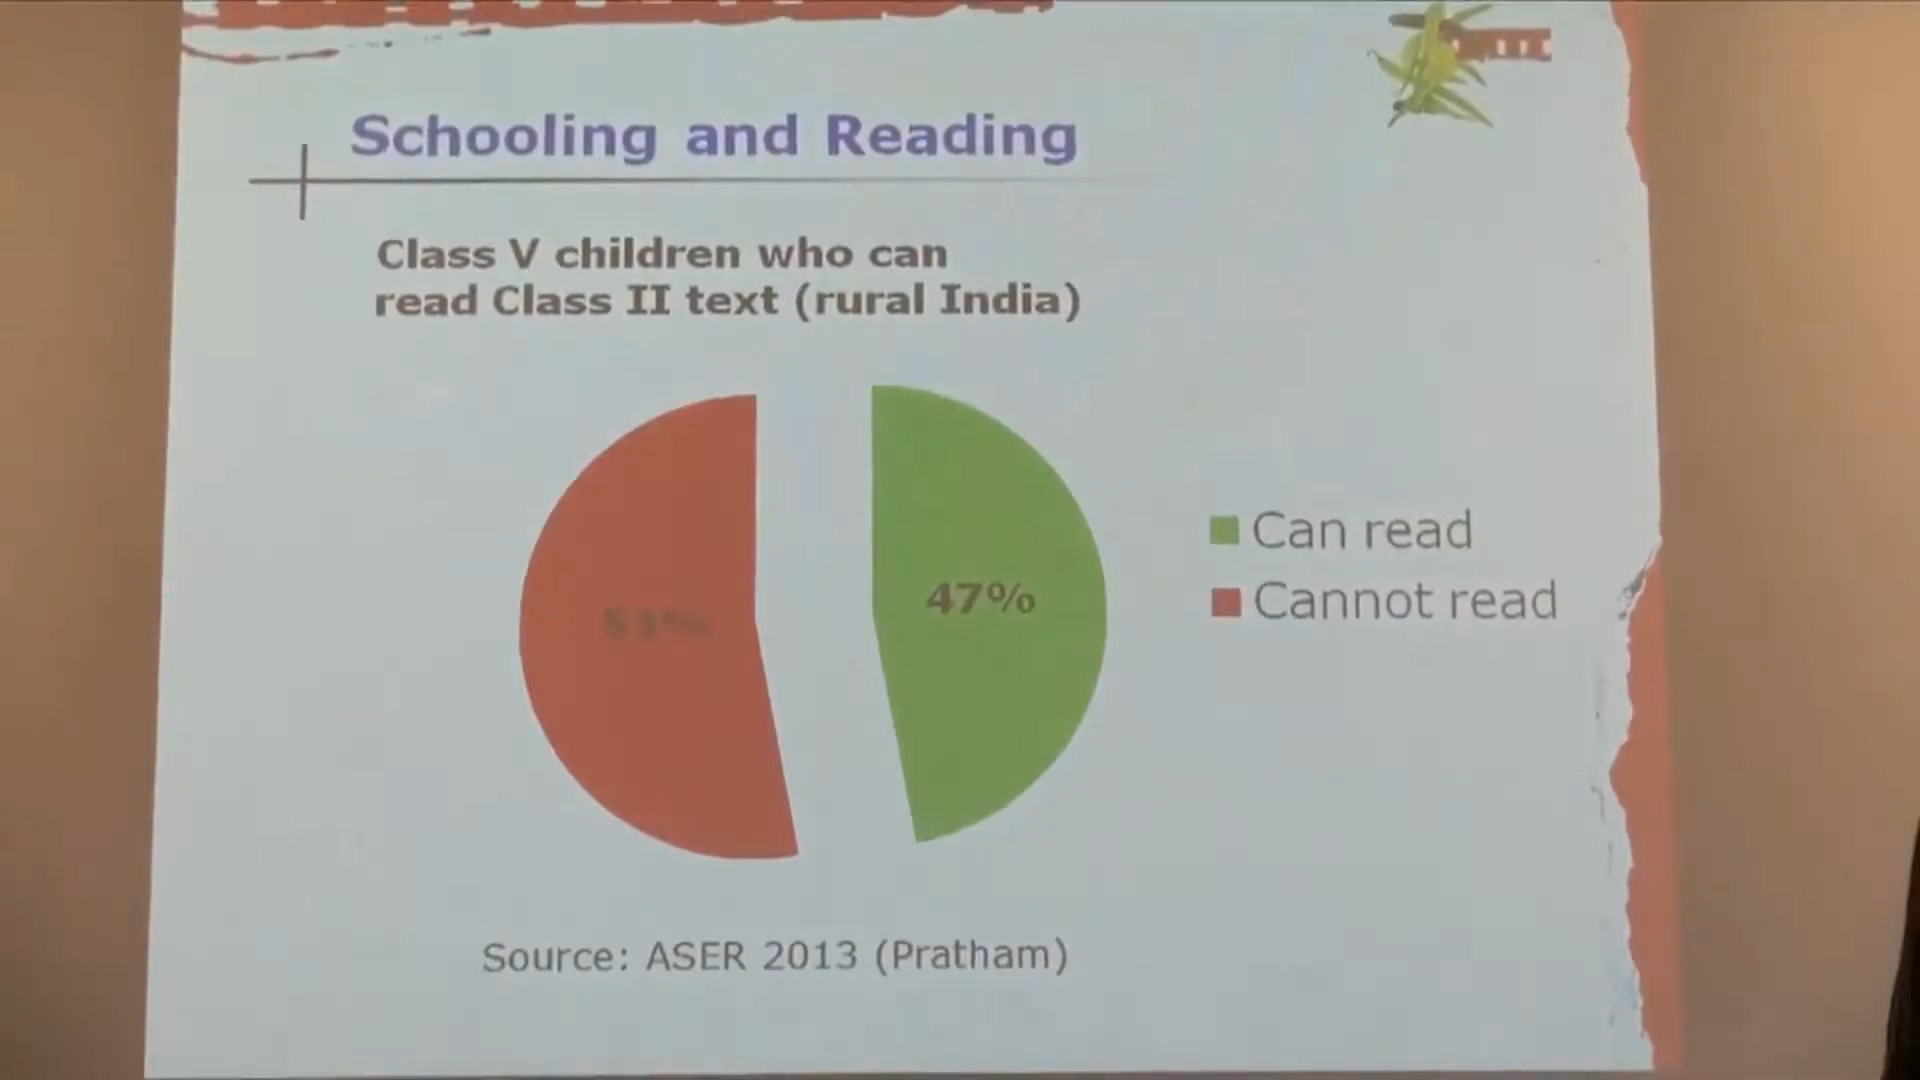 Schooling and Reading
Class V children who can
read Class II text (rural India)
47%
Can read
Cannot read
Source: ASER 2013 (Pratham)